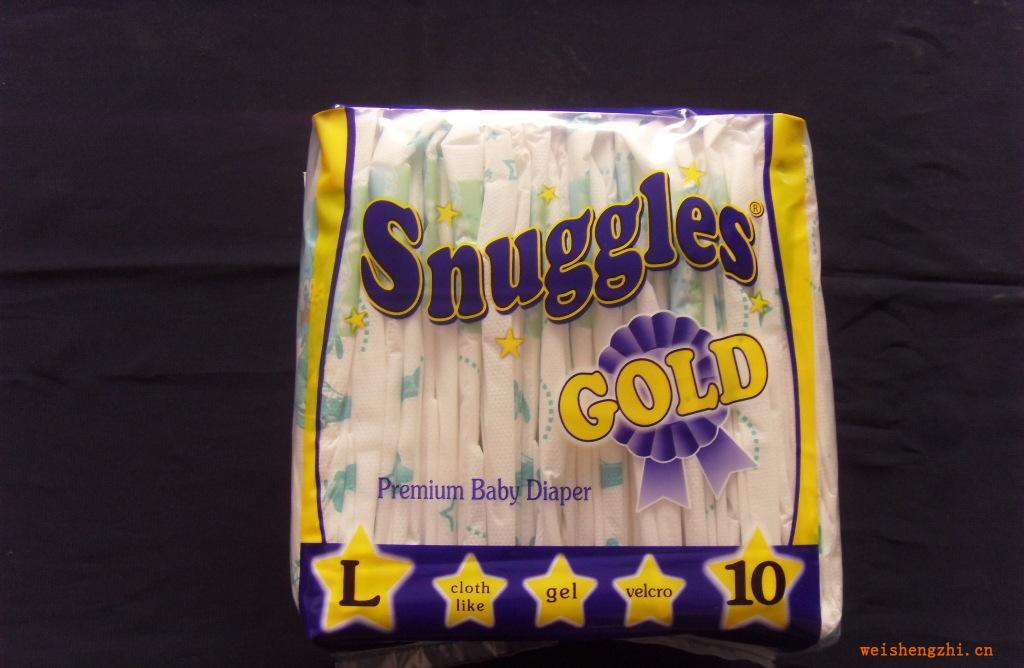 Snuggles®
GOLD
Premium Baby Diaper
L
cloth
like
gel
velcro
10
weishengzhi.cn